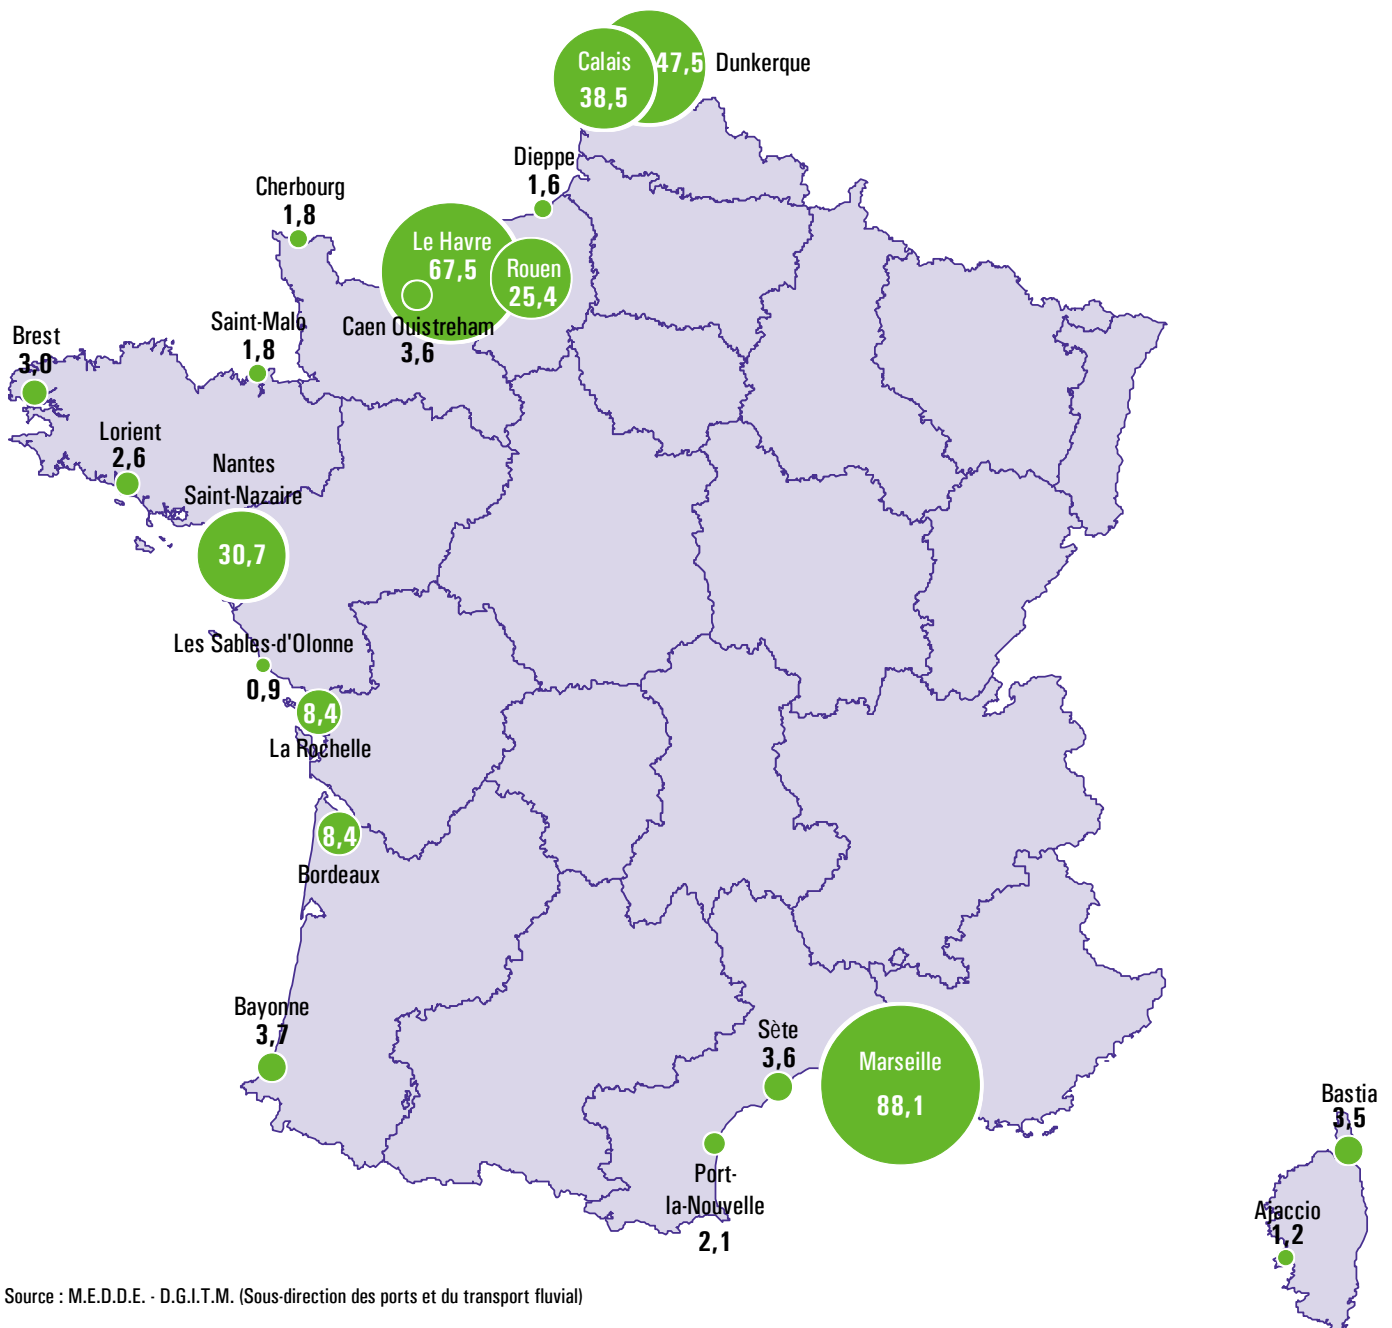 Calais
38,5
47,5
Dunkerque
Dieppe
1,6
Cherbourg
1,8
Le Havre
67,5
Rouen
25,4
Caen Ouistreham
3,6
Saint-Malo
1,8
Brest
3,0
Lorient
2,6
Nantes
Saint-Nazaire
30,7
Les Sables-d'Olonne
0,9
8,4
La Rochelle
8,4
Bordeaux
Bayonne
3,7
Sète
3,6
Marseille
88,1
Port-
la-Nouvelle
2,1
Bastia
3,5
Ajaccio
1,2
Source : M.E.D.D.E. - D.G.I.T.M. (Sous-direction des ports et du transport fluvial)